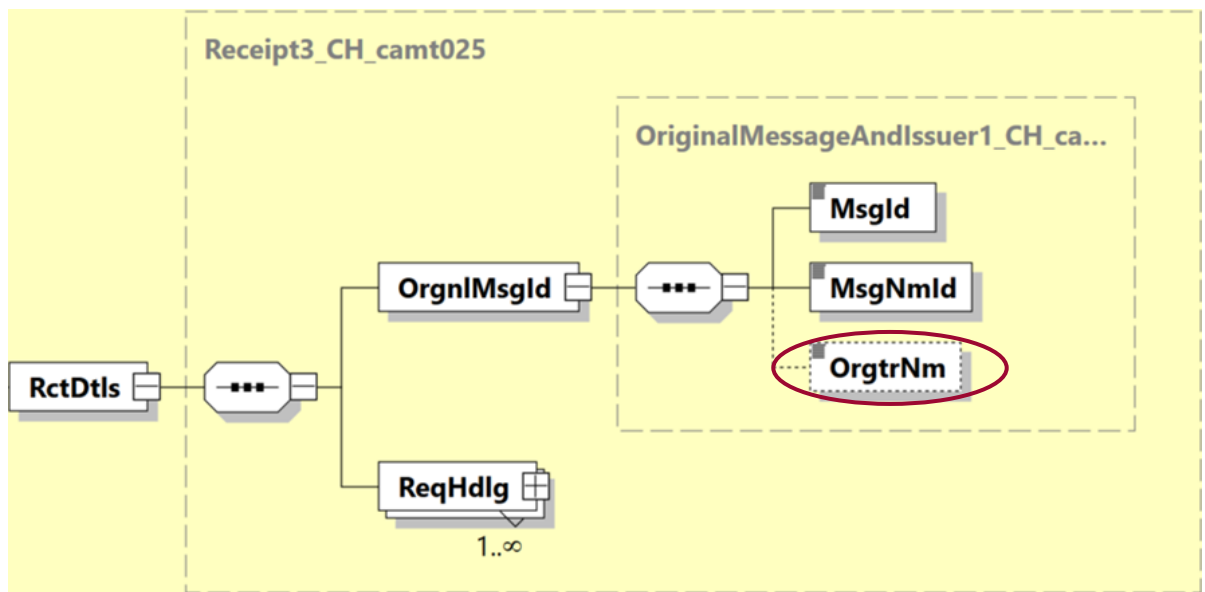 Receipt3_CH_camt025
OriginalMessageAndIssuer1_CH_ca...
MsgId
OrgnlMsgId
MsgNmId
OrgtrNm
RctDtls
ReqHdlg
1..∞